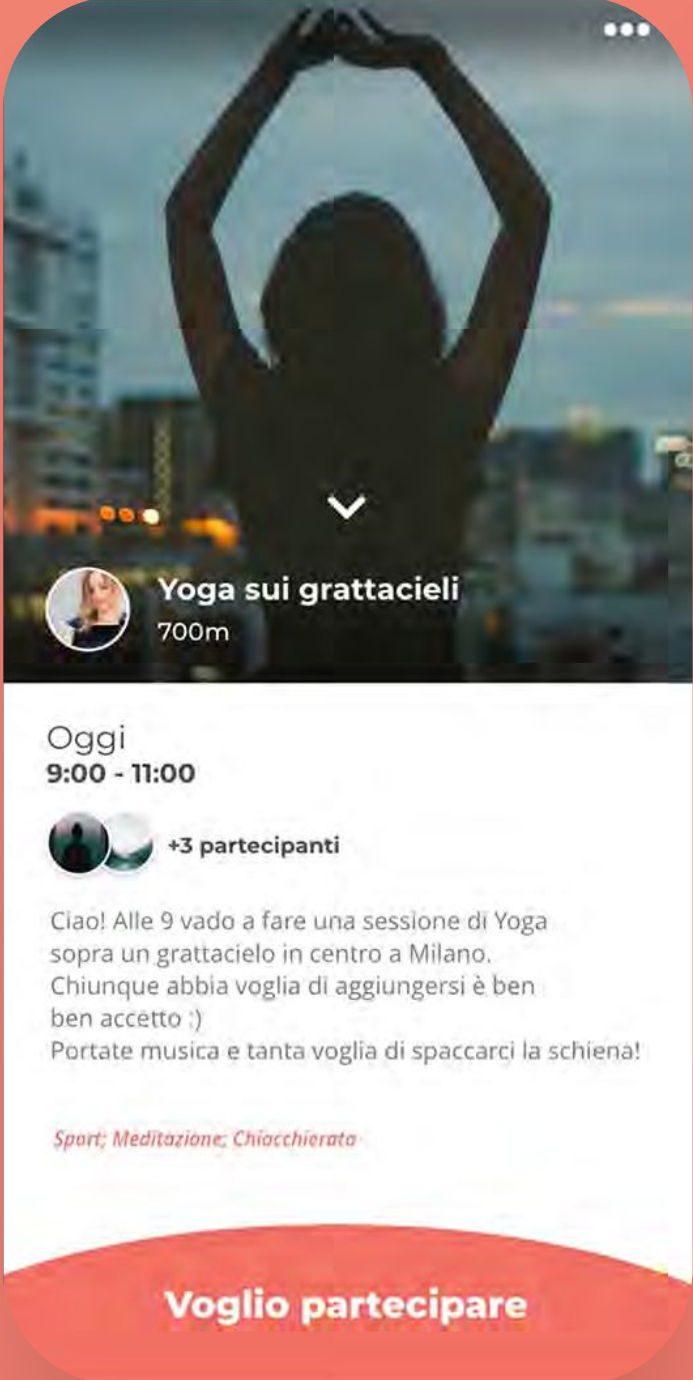 Yoga sui grattacieli
700m
Oggi
9:00 - 11:00
+3 partecipanti
Ciao! Alle 9 vado a fare una sessione di Yoga
sopra un grattacielo in centro a Milano.
Chiunque abbia voglia di aggiungersi è ben
ben accetto :)
Portate musica e tanta voglia di spaccarci la schiena!
Sport; Meditazione; Chiacchierata
Voglio partecipare